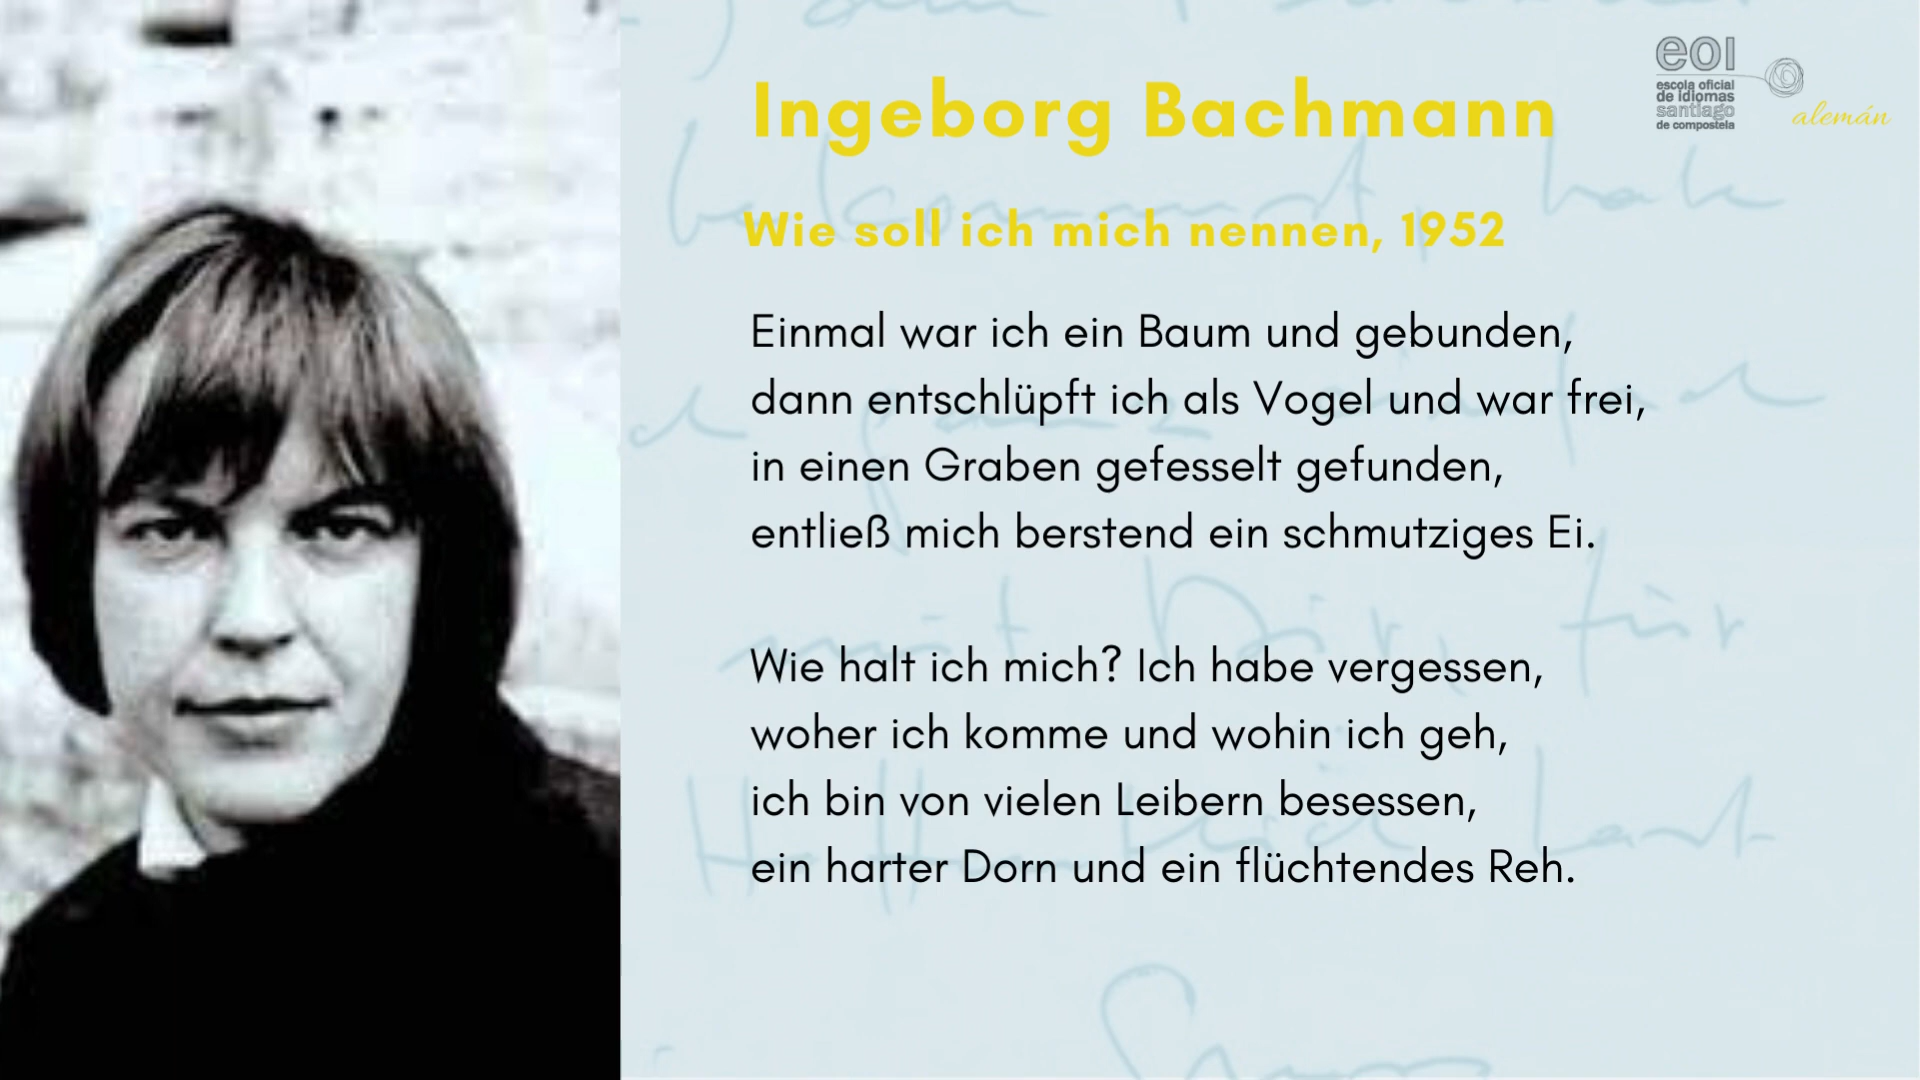 eoi
escola oficial
de idiomas
santiago
de compostela
alemán
Ingeborg Bachmann
Wie soll ich mich nennen, 1952
Einmal war ich ein Baum und gebunden,
dann entschlüpft ich als Vogel und war frei,
in einen Graben gefesselt gefunden,
entließ mich berstend ein schmutziges Ei.
Wie halt ich mich? Ich habe vergessen,
woher ich komme und wohin ich geh,
ich bin von vielen Leibern besessen,
ein harter Dorn und ein flüchtendes Reh.